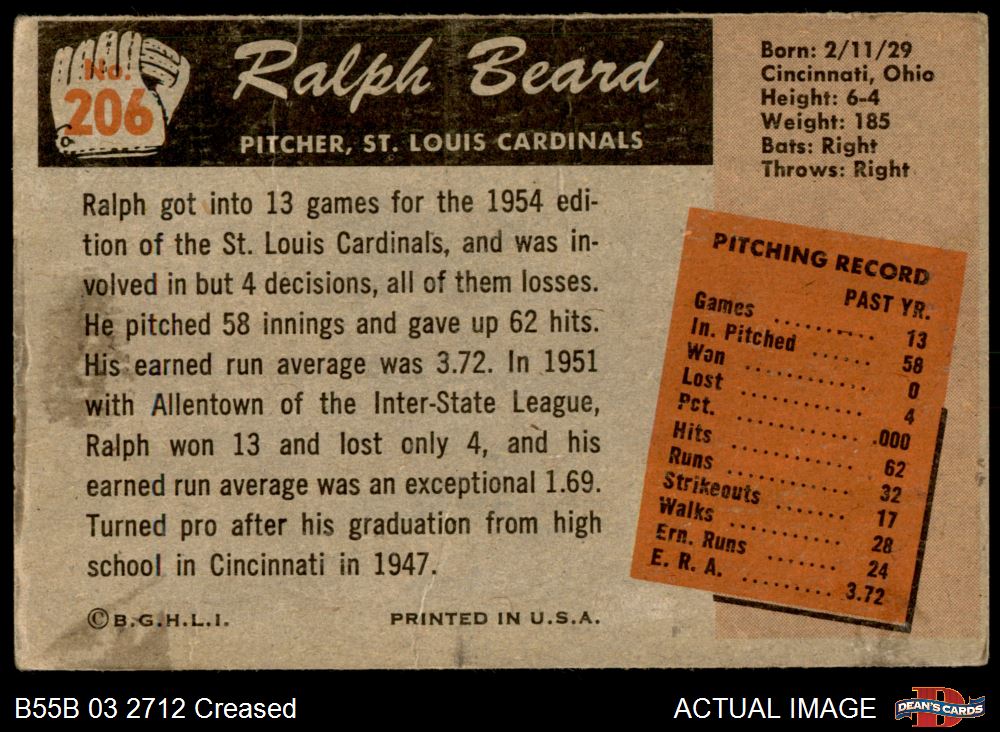 No.
206
Ralph Beard
PITCHER, ST. LOUIS CARDINALS
Born: 2/11/29
Cincinnati, Ohio
Height: 6-4
Weight: 185
Bats: Right
Throws: Right
Ralph got into 13 games for the 1954 edi-
tion of the St. Louis Cardinals, and was in-
volved in but 4 decisions, all of them losses.
He pitched 58 innings and gave up 62 hits.
His earned run average was 3.72. In 1951
with Allentown of the Inter-State League,
Ralph won 13 and lost only 4, and his
earned run average was an exceptional 1.69.
Turned pro after his graduation from high
school in Cincinnati in 1947.
PITCHING RECORD
PAST YR.
Games ........... 13
In. Pitched ...... 58
Won ............ 0
Lost ............ 4
Pct. ............ .000
Hits ............ 62
Runs ............ 32
Strikeouts ....... 17
Walks .......... 28
Ern. Runs ....... 24
E. R. A. ......... 3.72
©B.G.H.L.I. PRINTED IN U.S.A.
B55B 03 2712 Creased
ACTUAL IMAGE
D
DEAN'S CARDS